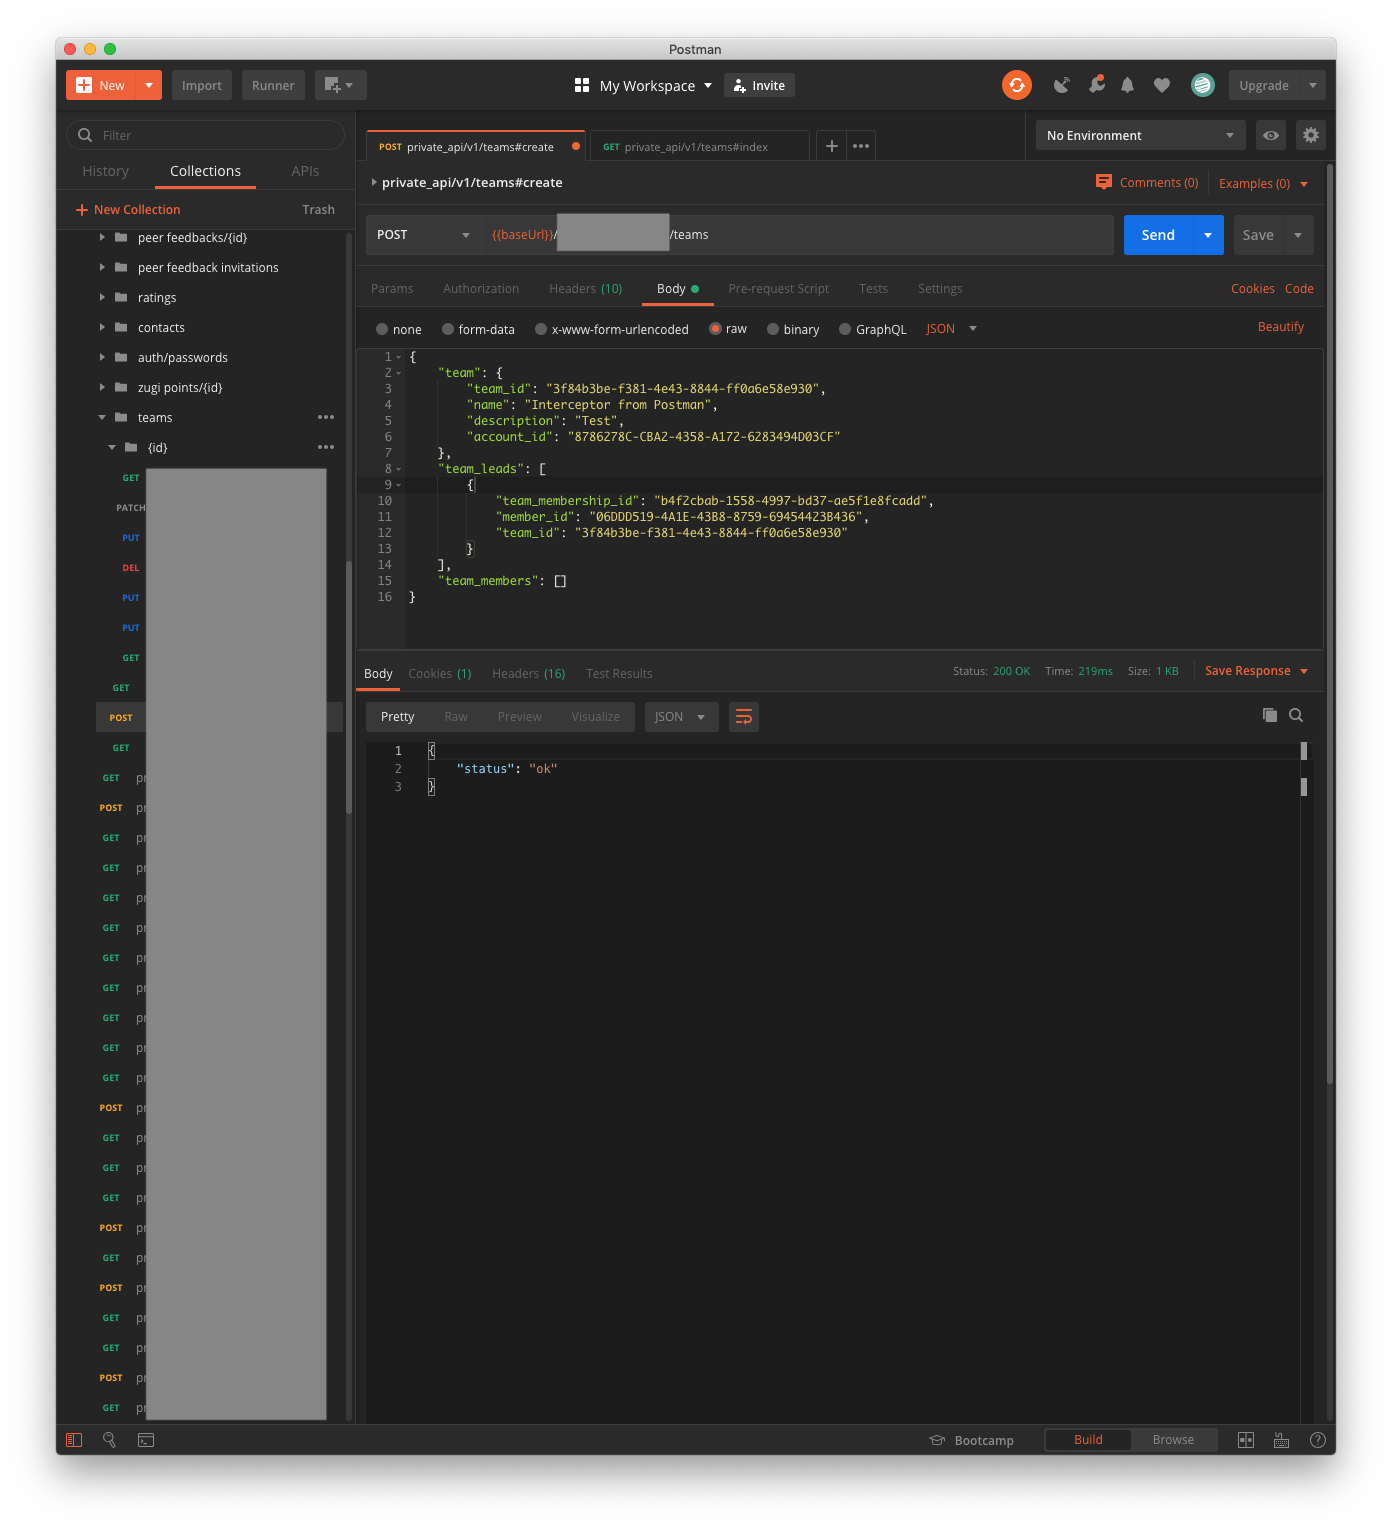 Postman
New
Import
Runner
My Workspace
Invite
Upgrade
Filter
History
Collections
APIs
New Collection
Trash
peer feedbacks/{id}
peer feedback invitations
ratings
contacts
auth/passwords
zugi points/{id}
teams
{id}
GET
PATCH
PUT
DEL
PUT
PUT
GET
GET
POST
GET
GET pr
POST pr
GET pr
GET pr
GET pr
GET pr
GET pr
GET pr
GET pr
GET pr
GET pr
POST pr
GET pr
GET pr
GET pr
POST pr
GET pr
POST pr
GET pr
GET pr
POST pr
GET pr
POST private_api/v1/teams#create
GET private_api/v1/teams#index
No Environment
private_api/v1/teams#create
Comments (0)
Examples (0)
POST
{{baseUrl}}/
/teams
Send
Save
Params
Authorization
Headers (10)
Body
Pre-request Script
Tests
Settings
Cookies
Code
none
form-data
x-www-form-urlencoded
raw
binary
GraphQL
JSON
Beautify
1 {
2 "team": {
3 "team_id": "3f84b3be-f381-4e43-8844-ff0a6e58e930",
4 "name": "Interceptor from Postman",
5 "description": "Test",
6 "account_id": "8786278C-CBA2-4358-A172-6283494D03CF"
7 },
8 "team_leads": [
9 {
10 "team_membership_id": "b4f2cbab-1558-4997-bd37-ae5f1e8fcadd",
11 "member_id": "06DDD519-4A1E-43B8-8759-69454423B436",
12 "team_id": "3f84b3be-f381-4e43-8844-ff0a6e58e930"
13 }
14 ],
15 "team_members": []
16 }
Body
Cookies (1)
Headers (16)
Test Results
Status: 200 OK
Time: 219ms
Size: 1 KB
Save Response
Pretty
Raw
Preview
Visualize
JSON
1 {
2 "status": "ok"
3 }
Bootcamp
Build
Browse